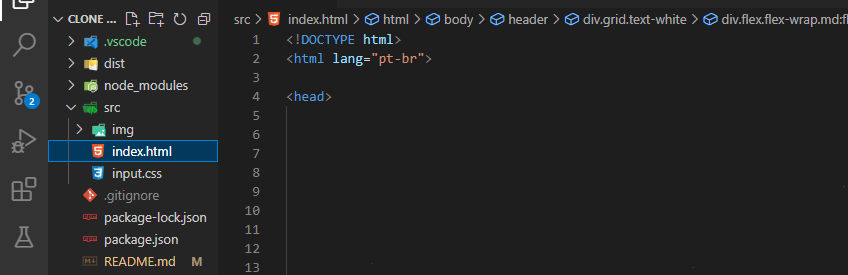 CLONE ...
.vscode
dist
node_modules
src
img
index.html
input.css
.gitignore
package-lock.json
package.json
README.md M
2
src > index.html > html > body > header > div.grid.text-white > div.flex.flex-wrap.md:fl
1 <!DOCTYPE html>
2 <html lang="pt-br">
3
4 <head>
5
6
7
8
9
10
11
12
13